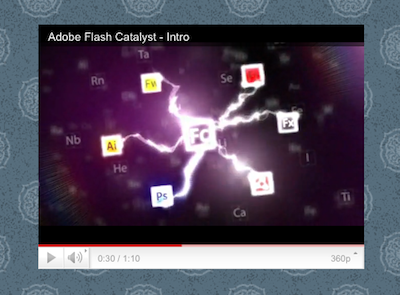 Adobe Flash Catalyst - Intro
Ta
Rn
Fw
Se
Fx
Nb
Ai
Fc
He
I
Ps
Ca
Fe
Ti
0:30 / 1:10
360p